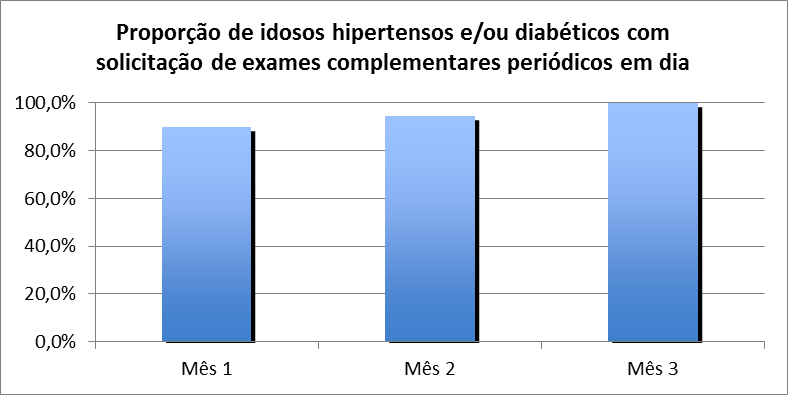 Proporção de idosos hipertensos e/ou diabéticos com
solicitação de exames complementares periódicos em dia
100,0%
80,0%
60,0%
40,0%
20,0%
0,0%
Mês 1
Mês 2
Mês 3